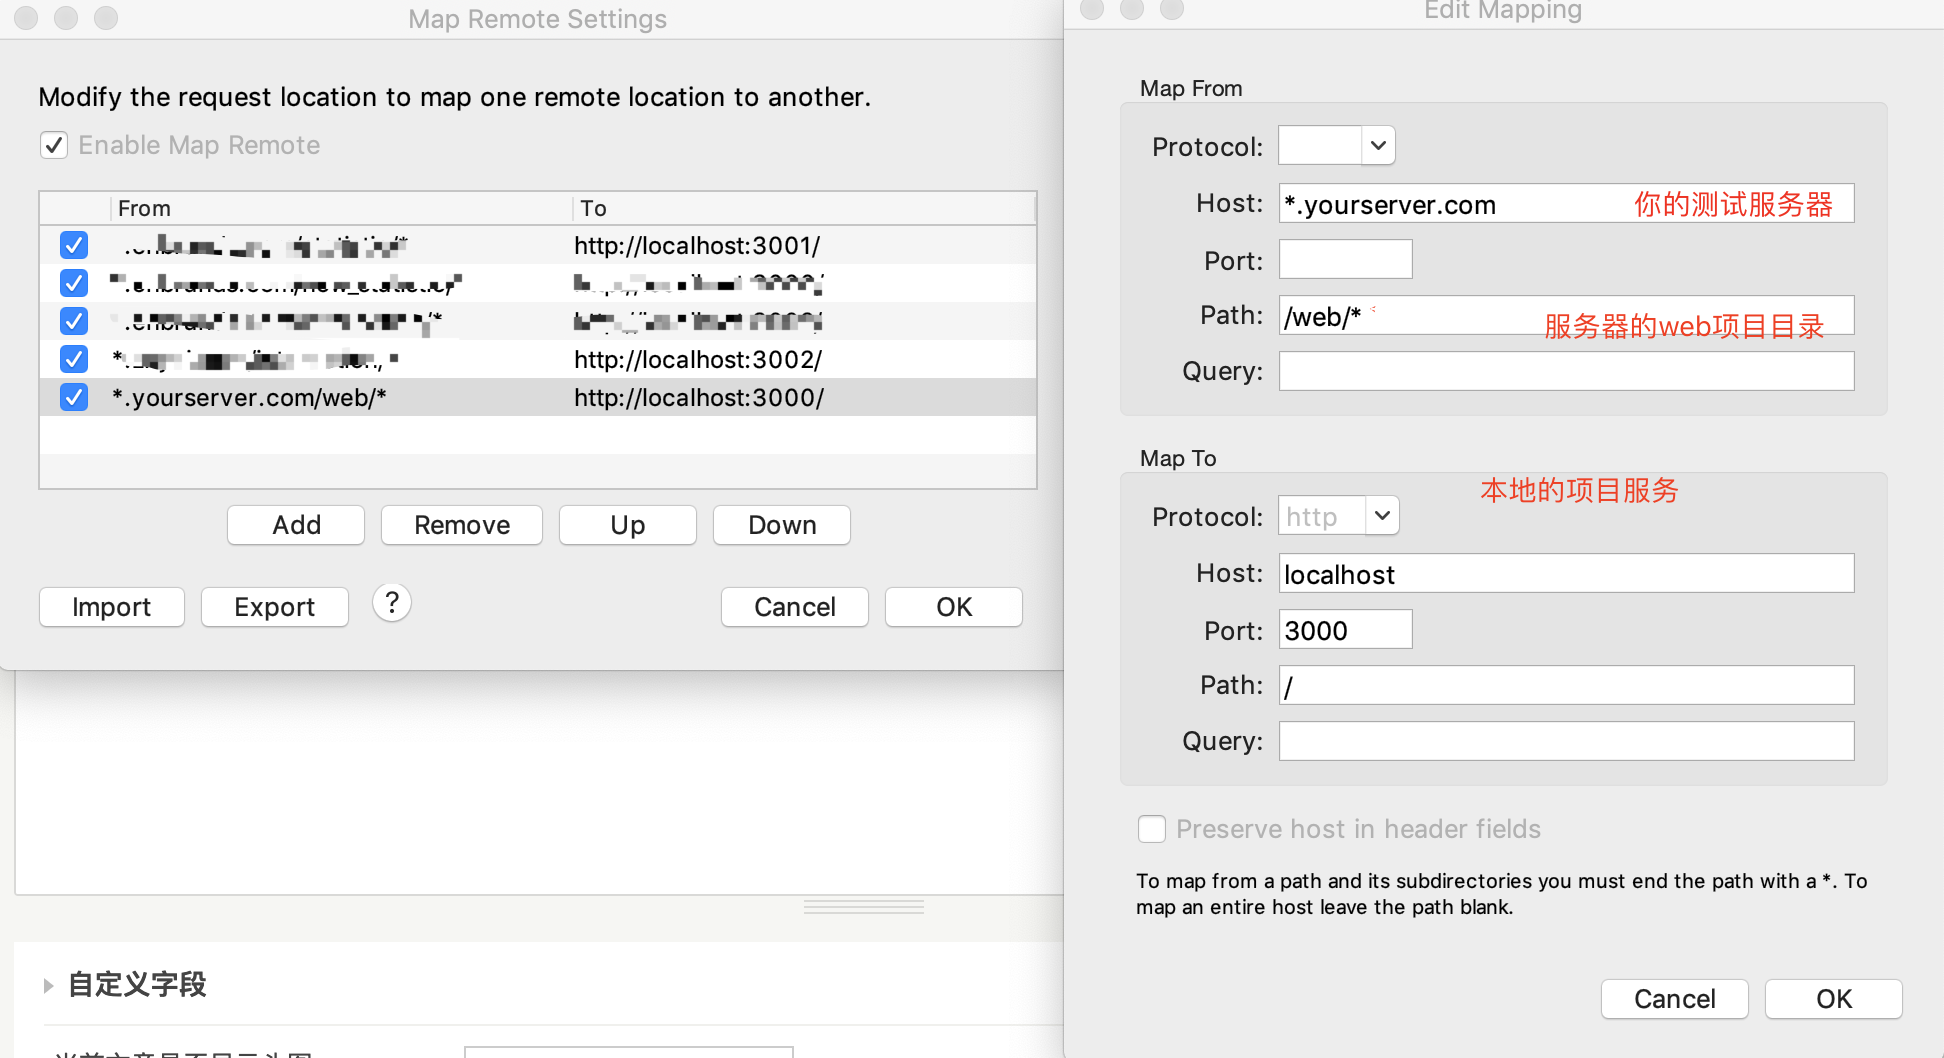 Map Remote Settings
Modify the request location to map one remote location to another.
Enable Map Remote
From To
http://localhost:3001/
http://localhost:3002/
*.yourserver.com/web/* http://localhost:3000/
Add Remove Up Down
Import Export ? Cancel OK
自定义字段
Edit Mapping
Map From
Protocol:
Host: *.yourserver.com 你的测试服务器
Port:
Path: /web/* 服务器的web项目目录
Query:
Map To
本地的项目服务
Protocol: http
Host: localhost
Port: 3000
Path: /
Query:
Preserve host in header fields
To map from a path and its subdirectories you must end the path with a *. To
map an entire host leave the path blank.
Cancel OK